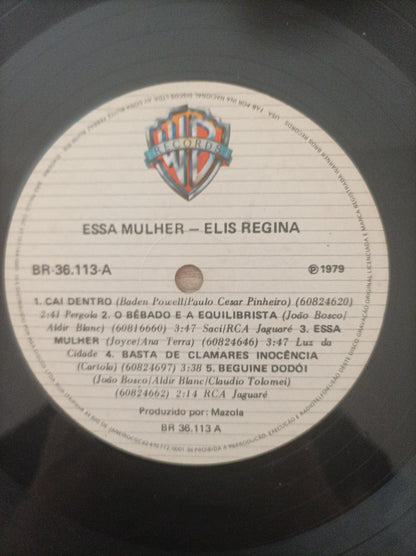 WB
RECORDS
ESSA MULHER — ELIS REGINA
BR-36.113-A
Ⓟ1979
1. CAI DENTRO (Baden Powell/Paulo Cesar Pinheiro) (60824620)
2:41 Pergola 2. O BÊBADO E A EQUILIBRISTA (João Bosco/
Aldir Blanc) (60816660) 3:47 Saci/RCA Jaguaré 3. ESSA
MULHER (Joyce/Ana Terra) (60824646) 3:47 Luz da
Cidade 4. BASTA DE CLAMARES INOCÊNCIA
(Cartola) (60824697) 3:38 5. BEGUINE DODÓI
(João Bosco/Aldir Blanc/Claudio Tolomei)
(60824662) 2:14 RCA Jaguaré
Produzido por: Mazola
BR 36.113 A